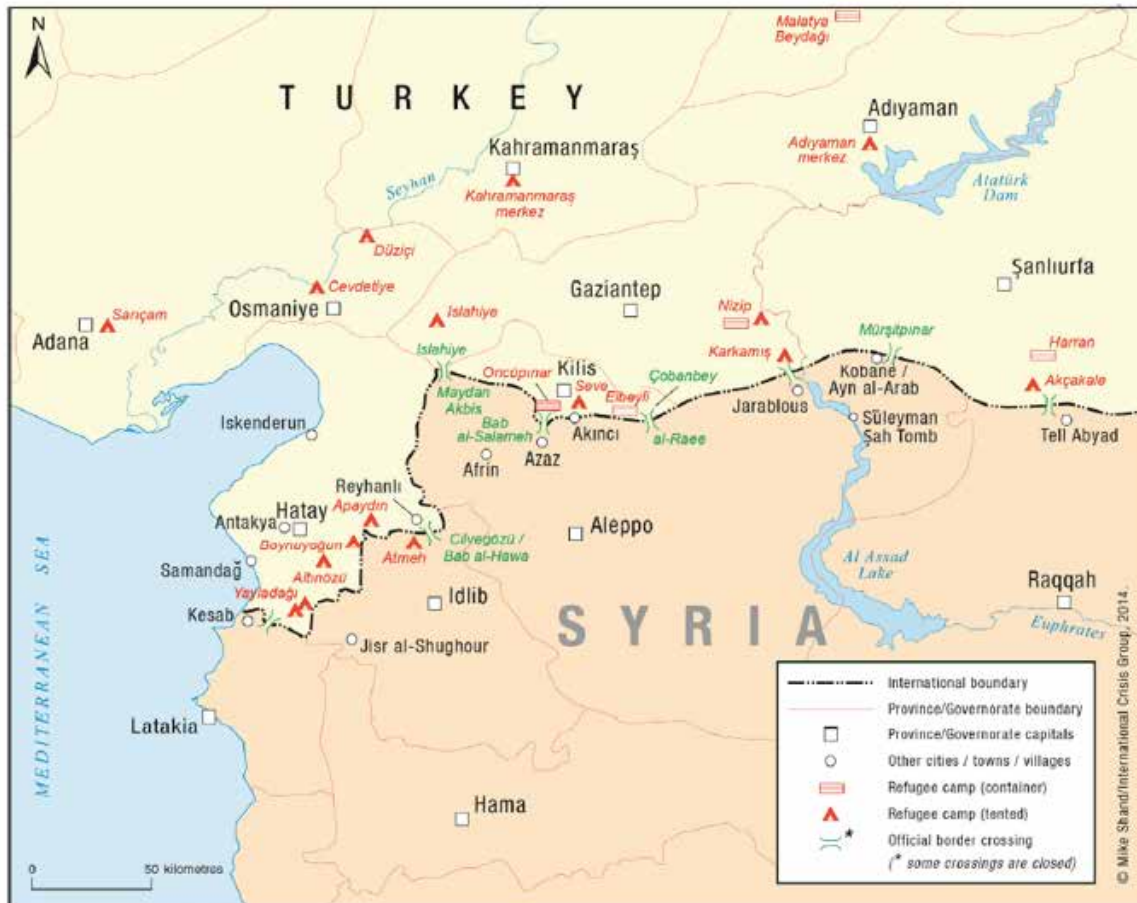 N
Malatya
Beydağı
TURKEY
Adıyaman
Adıyaman
merkez
Kahramanmaraş
Kahramanmaraş
merkez
Seyhan
Atatürk
Dam
Düziçi
Cevdetiye
Osmaniye
Sarıçam
Adana
Islahiye
Gaziantep
Nizip
Karkamış
Şanlıurfa
Mürşitpınar
Harran
Akçakale
Islahiye
Maydan
Akbis
Öncüpınar
Kilis
Seve
Elbeyli
Çobanbey
Kobane /
Ayn al-Arab
Iskenderun
Bab
al-Salameh
Akıncı
al-Raee
Jarablous
Süleyman
Şah Tomb
Tell Abyad
Afrin
Azaz
Reyhanlı
Apaydın
Hatay
Antakya
Boynuyoğun
Altınözü
Atmeh
Cilvegözü /
Bab al-Hawa
Aleppo
Samandağ
Yayladağı
Kesab
Idlib
Jisr al-Shughour
Al Assad
Lake
Raqqah
Euphrates
SYRIA
MEDITERRANEAN SEA
Latakia
Hama
International boundary
Province/Governorate boundary
Province/Governorate capitals
Other cities / towns / villages
Refugee camp (container)
Refugee camp (tented)
* Official border crossing
(* some crossings are closed)
0 50 kilometres
© Mike Shand/International Crisis Group, 2014.